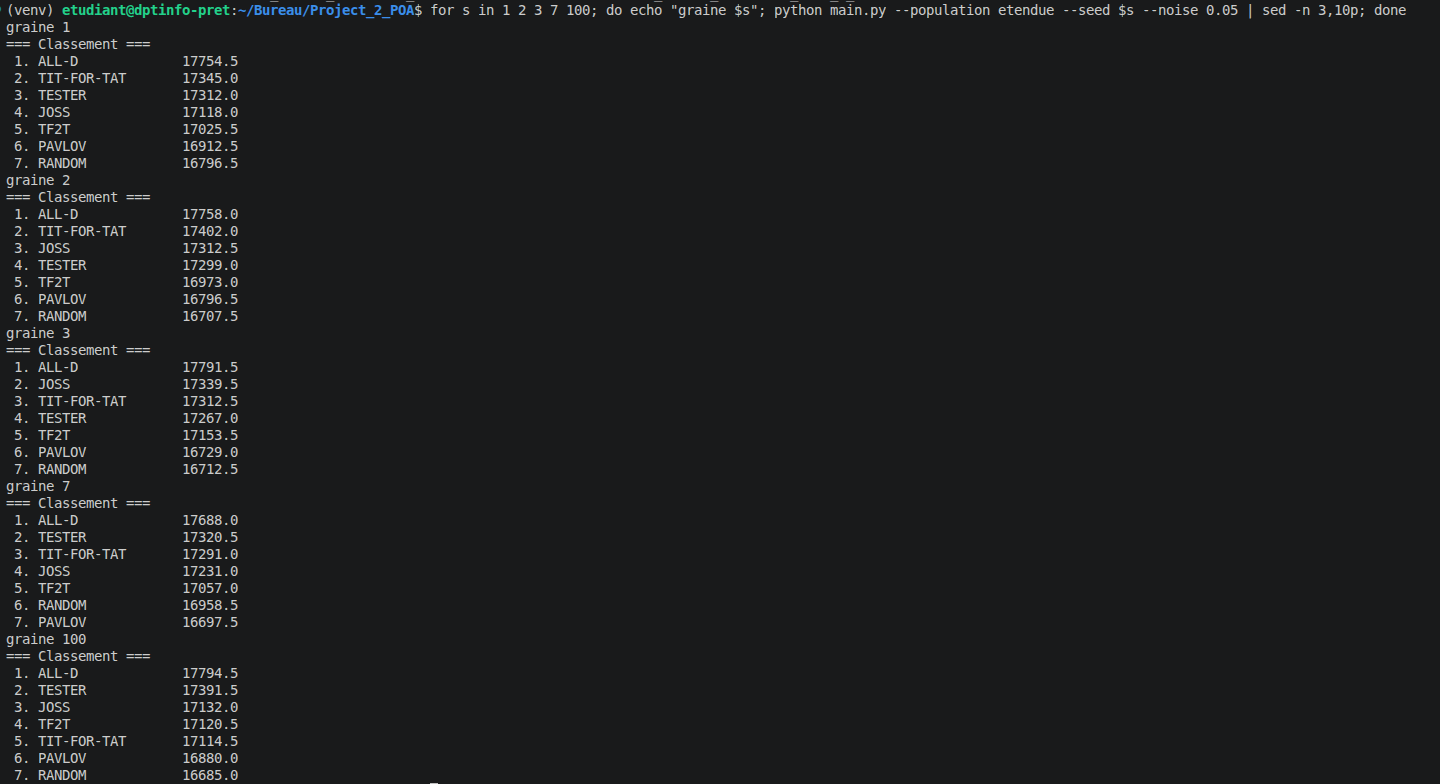 (venv) etudiant@dptinfo-pret:~/Bureau/Project_2_POA$ for s in 1 2 3 7 100; do echo "graine $s"; python main.py --population etendue --seed $s --noise 0.05 | sed -n 3,10p; done
graine 1
=== Classement ===
 1. ALL-D             17754.5
 2. TIT-FOR-TAT       17345.0
 3. TESTER            17312.0
 4. JOSS              17118.0
 5. TF2T              17025.5
 6. PAVLOV            16912.5
 7. RANDOM            16796.5
graine 2
=== Classement ===
 1. ALL-D             17758.0
 2. TIT-FOR-TAT       17402.0
 3. JOSS              17312.5
 4. TESTER            17299.0
 5. TF2T              16973.0
 6. PAVLOV            16796.5
 7. RANDOM            16707.5
graine 3
=== Classement ===
 1. ALL-D             17791.5
 2. JOSS              17339.5
 3. TIT-FOR-TAT       17312.5
 4. TESTER            17267.0
 5. TF2T              17153.5
 6. PAVLOV            16729.0
 7. RANDOM            16712.5
graine 7
=== Classement ===
 1. ALL-D             17688.0
 2. TESTER            17320.5
 3. TIT-FOR-TAT       17291.0
 4. JOSS              17231.0
 5. TF2T              17057.0
 6. RANDOM            16958.5
 7. PAVLOV            16697.5
graine 100
=== Classement ===
 1. ALL-D             17794.5
 2. TESTER            17391.5
 3. JOSS              17132.0
 4. TF2T              17120.5
 5. TIT-FOR-TAT       17114.5
 6. PAVLOV            16880.0
 7. RANDOM            16685.0